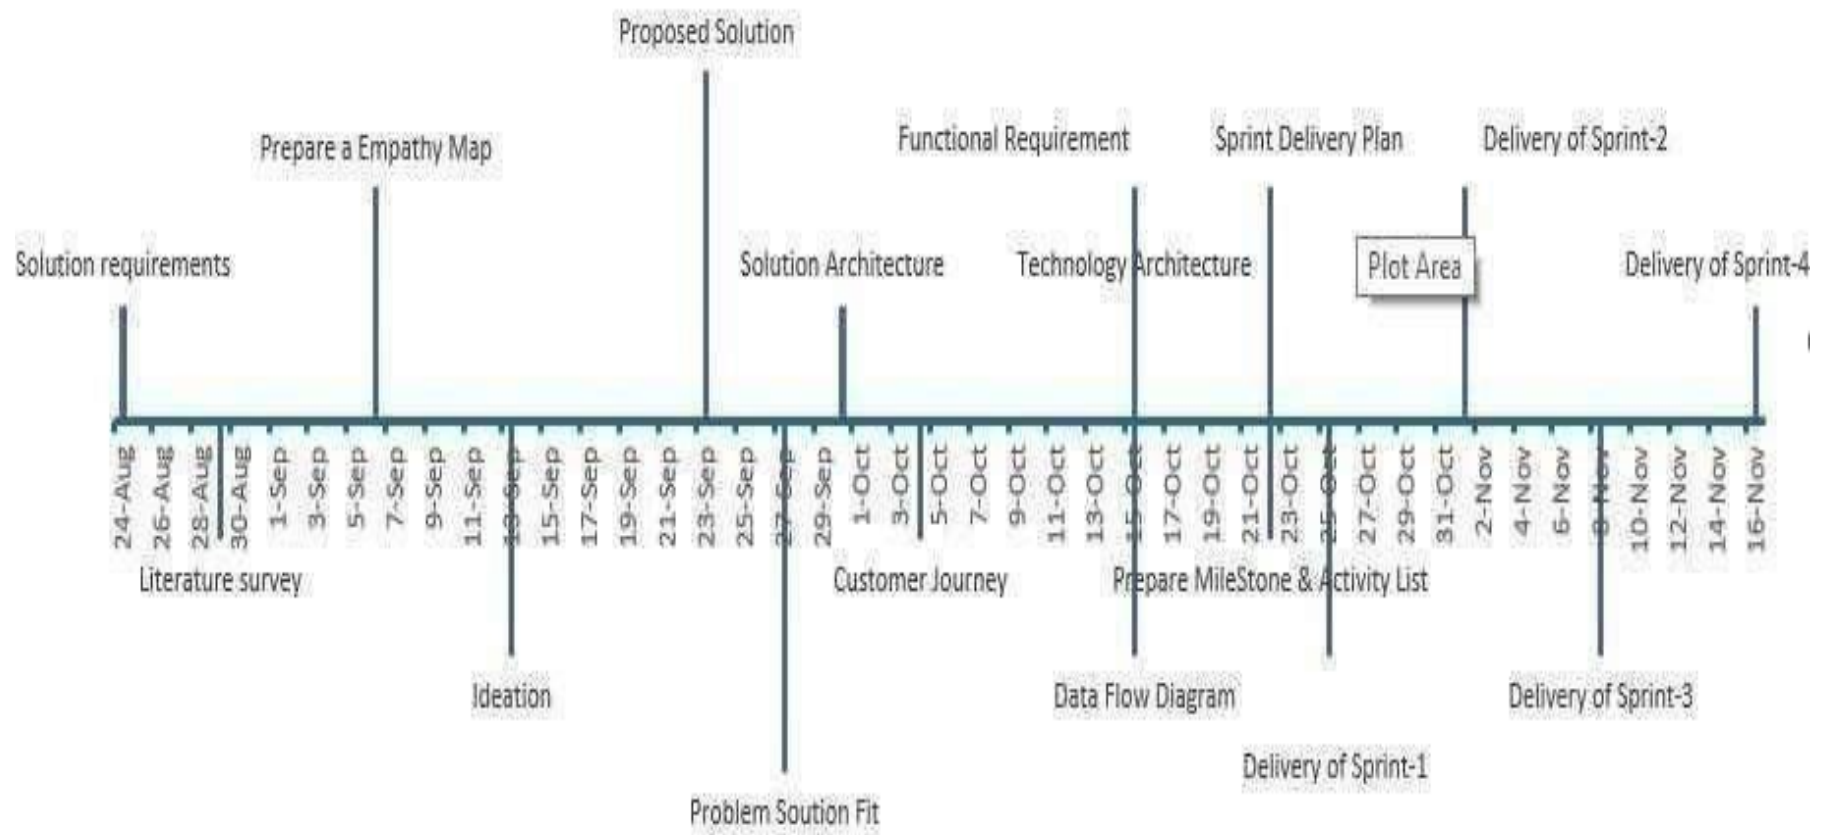 Proposed Solution
Functional Requirement
Sprint Delivery Plan
Delivery of Sprint-2
Prepare a Empathy Map
Solution requirements
Solution Architecture
Technology Architecture
Plot Area
Delivery of Sprint-4
24-Aug
26-Aug
28-Aug
30-Aug
1-Sep
3-Sep
5-Sep
7-Sep
9-Sep
11-Sep
13-Sep
15-Sep
17-Sep
19-Sep
21-Sep
23-Sep
25-Sep
27-Sep
29-Sep
1-Oct
3-Oct
5-Oct
7-Oct
9-Oct
11-Oct
13-Oct
15-Oct
17-Oct
19-Oct
21-Oct
23-Oct
25-Oct
27-Oct
29-Oct
31-Oct
2-Nov
4-Nov
6-Nov
8-Nov
10-Nov
12-Nov
14-Nov
16-Nov
Literature survey
Customer Journey
Prepare MileStone & Activity List
Ideation
Data Flow Diagram
Delivery of Sprint-3
Delivery of Sprint-1
Problem Soution Fit